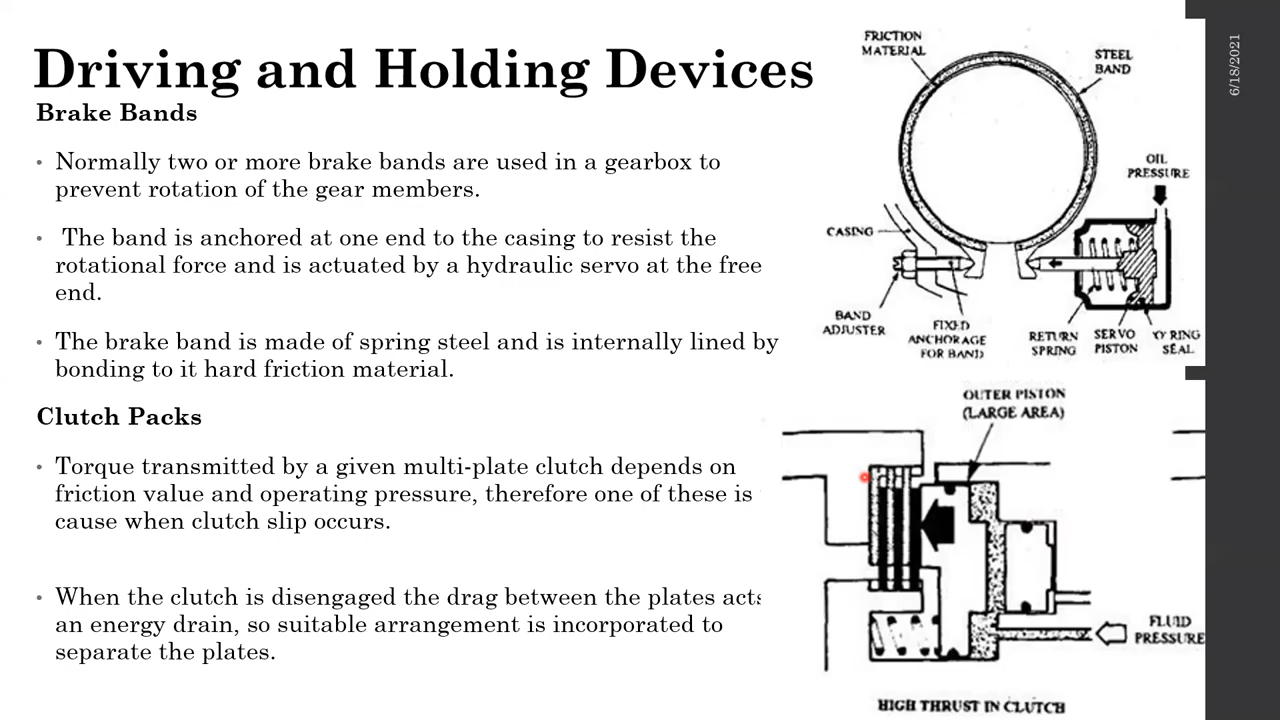 Driving and Holding Devices
Brake Bands
• Normally two or more brake bands are used in a gearbox to
prevent rotation of the gear members.
• The band is anchored at one end to the casing to resist the
rotational force and is actuated by a hydraulic servo at the free
end.
• The brake band is made of spring steel and is internally lined by
bonding to it hard friction material.
Clutch Packs
• Torque transmitted by a given multi-plate clutch depends on
friction value and operating pressure, therefore one of these is
cause when clutch slip occurs.
• When the clutch is disengaged the drag between the plates acts
an energy drain, so suitable arrangement is incorporated to
separate the plates.
FRICTION
MATERIAL
STEEL
BAND
OIL
PRESSURE
CASING
BAND
ADJUSTER
FIXED
ANCHORAGE
FOR BAND
RETURN
SPRING
SERVO
PISTON
'O' RING
SEAL
OUTER PISTON
(LARGE AREA)
FLUID
PRESSURE
HIGH THRUST IN CLUTCH
6/18/2021